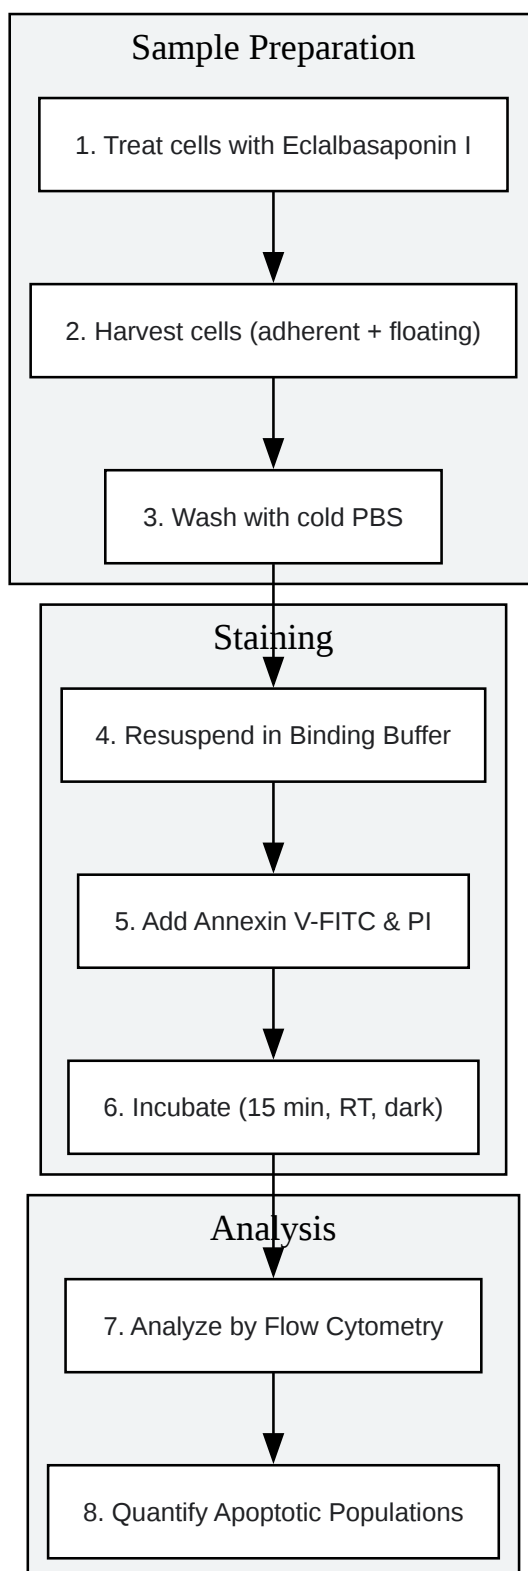 Sample Preparation
1. Treat cells with Eclalbasaponin I
2. Harvest cells (adherent + floating)
3. Wash with cold PBS
Staining
4. Resuspend in Binding Buffer
5. Add Annexin V-FITC & PI
6. Incubate (15 min, RT, dark)
Analysis
7. Analyze by Flow Cytometry
8. Quantify Apoptotic Populations